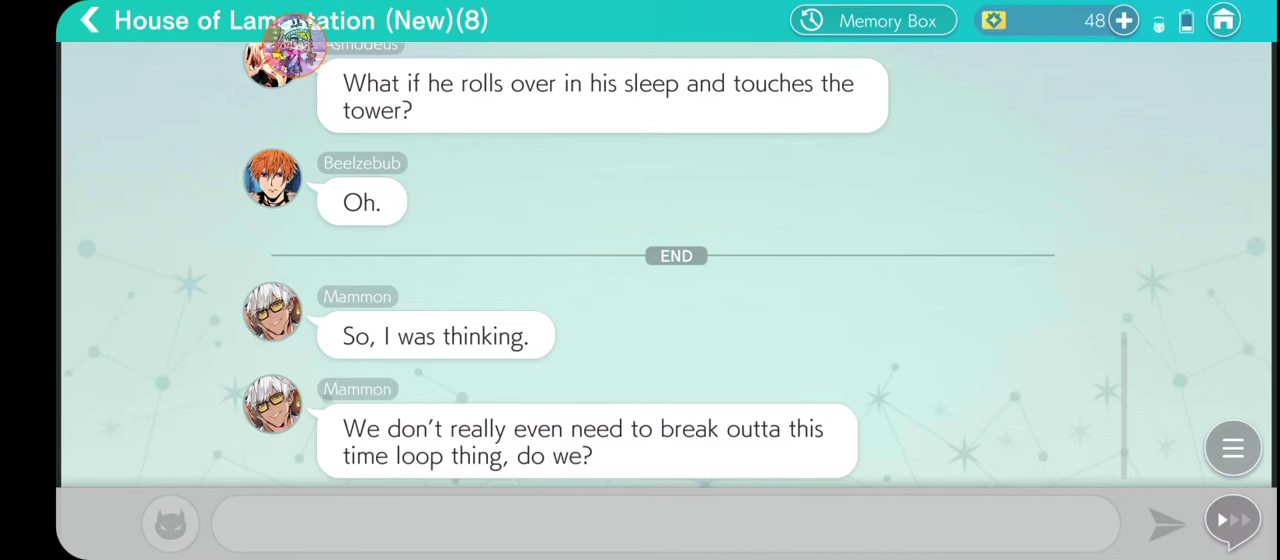 House of Lamentation (New)(8)
Memory Box
48
Asmodeus
What if he rolls over in his sleep and touches the
tower?
Beelzebub
Oh.
END
Mammon
So, I was thinking.
Mammon
We don't really even need to break outta this
time loop thing, do we?